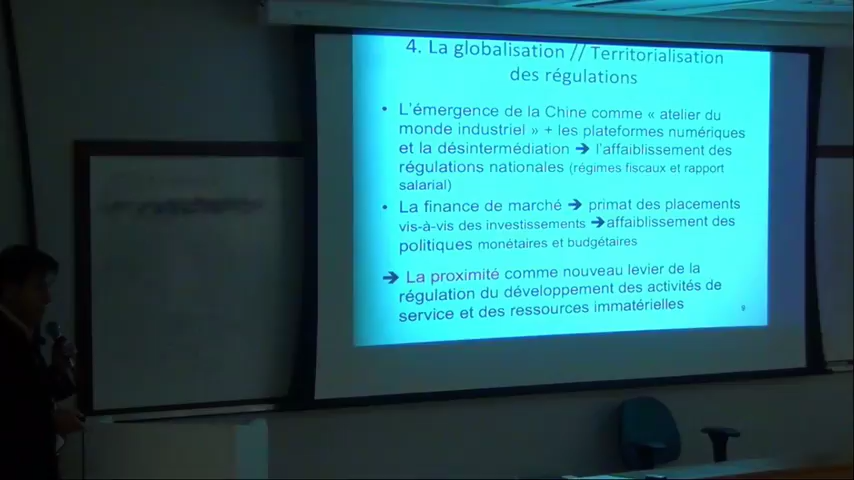 4. La globalisation // Territorialisation
des régulations
• L'émergence de la Chine comme « atelier du
monde industriel » + les plateformes numériques
et la désintermédiation ➔ l'affaiblissement des
régulations nationales (régimes fiscaux et rapport
salarial)
• La finance de marché ➔ primat des placements
vis-à-vis des investissements ➔affaiblissement des
politiques monétaires et budgétaires
➔ La proximité comme nouveau levier de la
régulation du développement des activités de
service et des ressources immatérielles
9